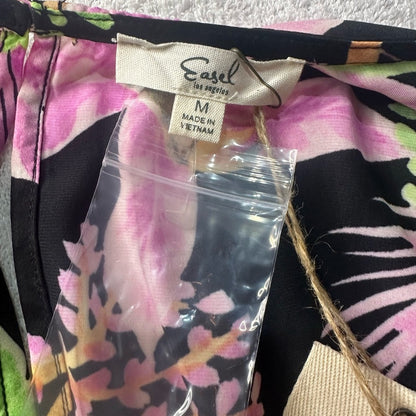 Easel
los angeles
M
MADE IN
VIETNAM